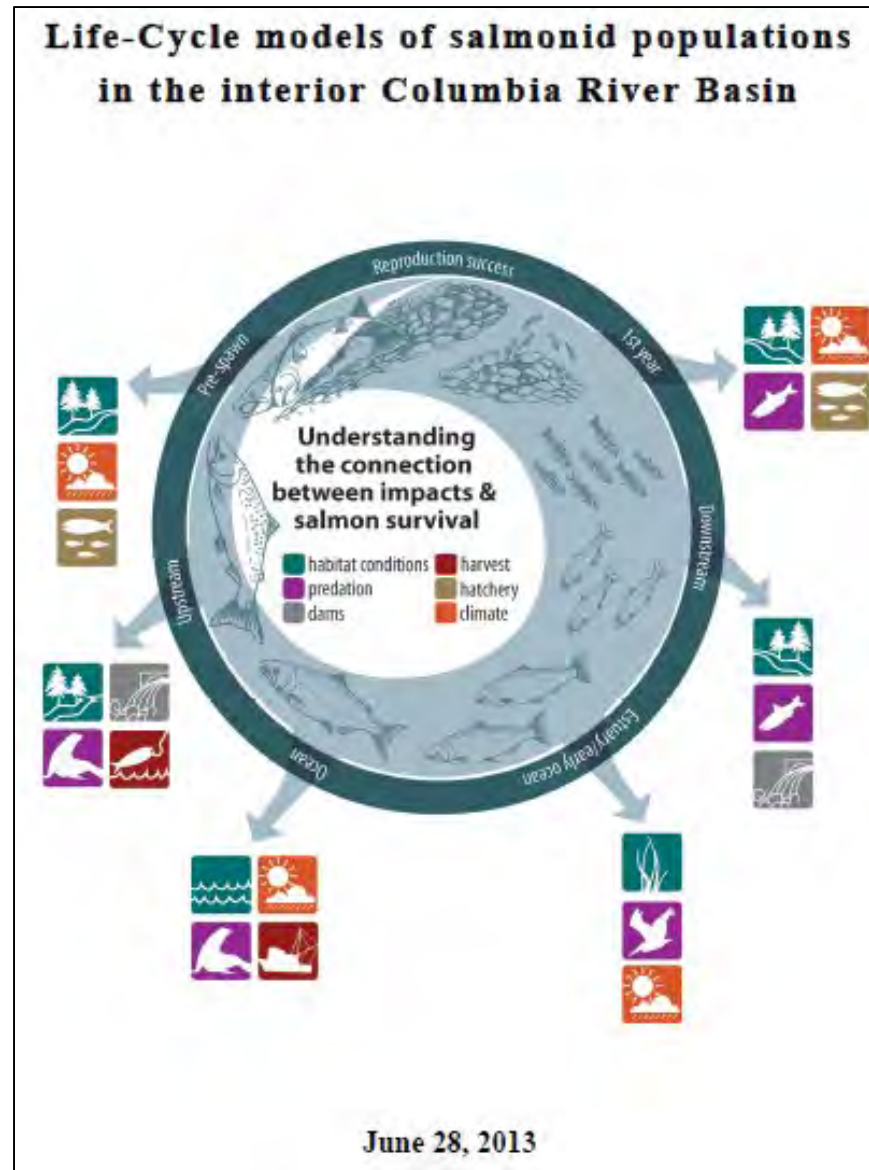 Life-Cycle models of salmonid populations
in the interior Columbia River Basin
Reproduction success
Pre-spawn
1st year
Understanding
the connection
between impacts &
salmon survival
habitat conditions
harvest
predation
hatchery
dams
climate
Downstream
Upstream
Ocean
Estuary/early ocean
June 28, 2013